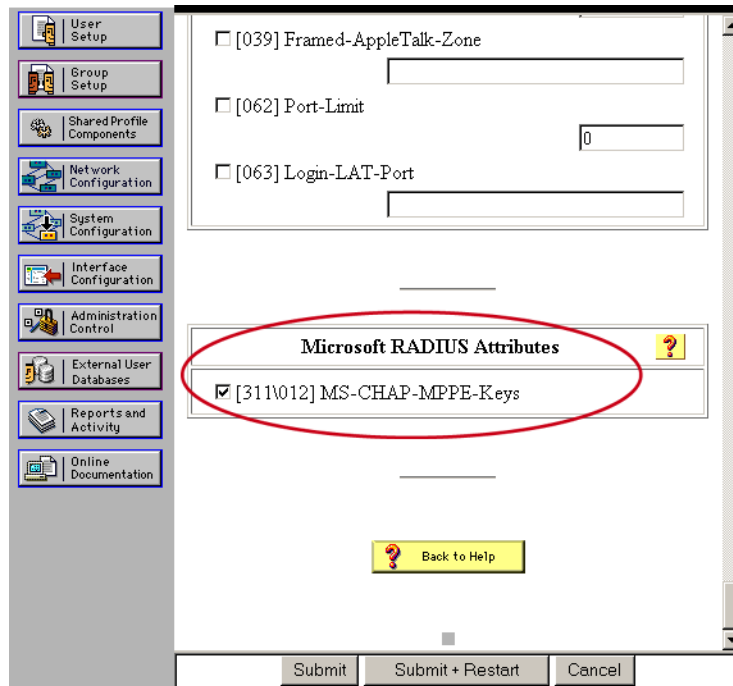 User
Setup
Group
Setup
Shared Profile
Components
Network
Configuration
System
Configuration
Interface
Configuration
Administration
Control
External User
Databases
Reports and
Activity
Online
Documentation
[039] Framed-AppleTalk-Zone
[062] Port-Limit
0
[063] Login-LAT-Port
Microsoft RADIUS Attributes
?
[311\012] MS-CHAP-MPPE-Keys
? Back to Help
Submit
Submit + Restart
Cancel